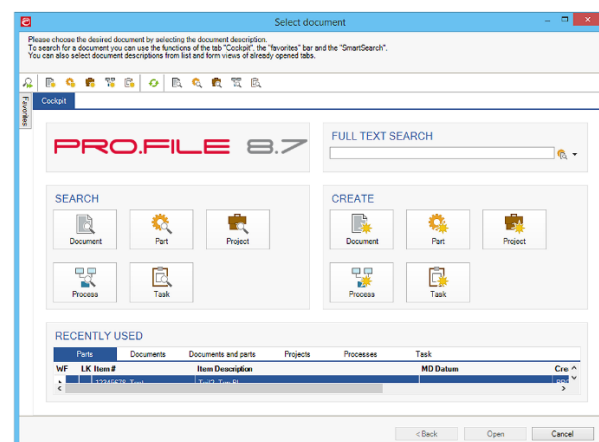 Select document
Please choose the desired document by selecting the document description.
To search for a document you can use the functions of the tab "Cockpit", the "favorites" bar and the "SmartSearch".
You can also select document descriptions from list and form views of already opened tabs.
Favorites
Cockpit
PRO.FILE 8.7
FULL TEXT SEARCH
SEARCH
Document Part Project
Process Task
CREATE
Document Part Project
Process Task
RECENTLY USED
Parts Documents Documents and parts Projects Processes Task
WF LK Item # Item Description MD Datum Cre
< Back Open Cancel